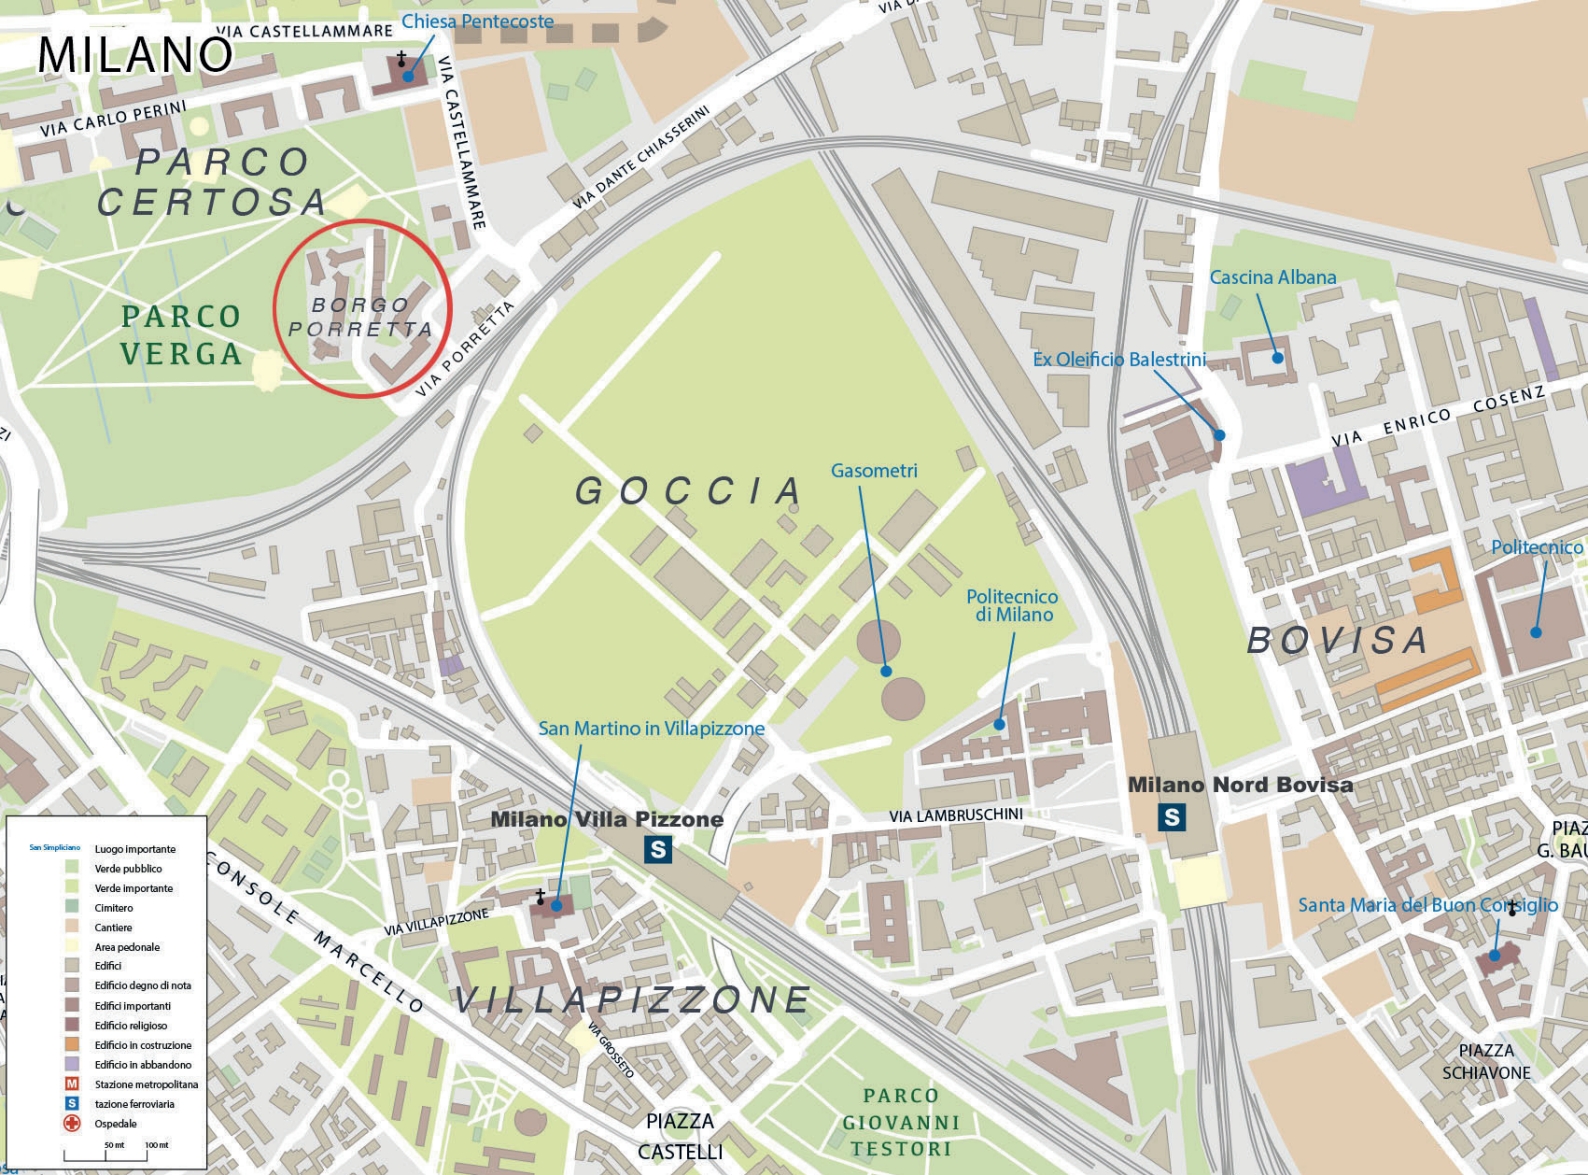 VIA CASTELLAMMARE
Chiesa Pentecoste
MILANO
VIA CARLO PERINI
VIA CASTELLAMMARE
VIA DANTE CHIASSERINI
PARCO
CERTOSA
BORGO
PORRETTA
PARCO
VERGA
VIA PORRETTA
Cascina Albana
Ex Oleificio Balestrini
VIA ENRICO COSENZ
GOCCIA
Gasometri
Politecnico
di Milano
Politecnico
BOVISA
San Martino in Villapizzone
Milano Villa Pizzone
S
Milano Nord Bovisa
S
VIA LAMBRUSCHINI
G. BAU
PIAZ
Santa Maria del Buon Consiglio
VIA VILLAPIZZONE
CONSOLE MARCELLO
VILLAPIZZONE
VIA GROSSETO
PIAZZA
CASTELLI
PARCO
GIOVANNI
TESTORI
PIAZZA
SCHIAVONE
San Simpliciano Luogo importante
Verde pubblico
Verde importante
Cimitero
Cantiere
Area pedonale
Edifici
Edificio degno di nota
Edifici importanti
Edificio religioso
Edificio in costruzione
Edificio in abbandono
M Stazione metropolitana
S tazione ferroviaria
Ospedale
50 mt 100 mt